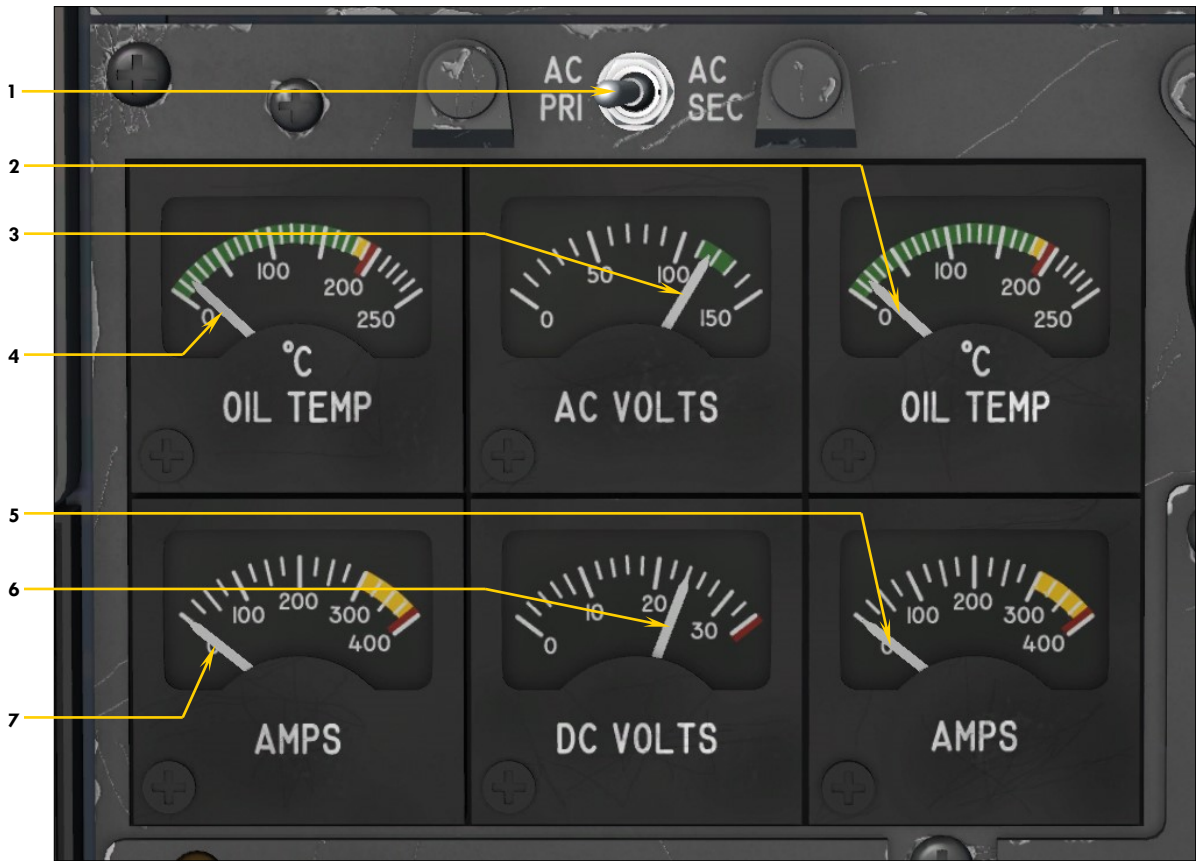 1
AC PRI
AC SEC
2
3
4
0 100 200 250
°C
OIL TEMP
0 50 100 150
AC VOLTS
0 100 200 250
°C
OIL TEMP
5
6
7
0 100 200 300 400
AMPS
0 10 20 30
DC VOLTS
0 100 200 300 400
AMPS